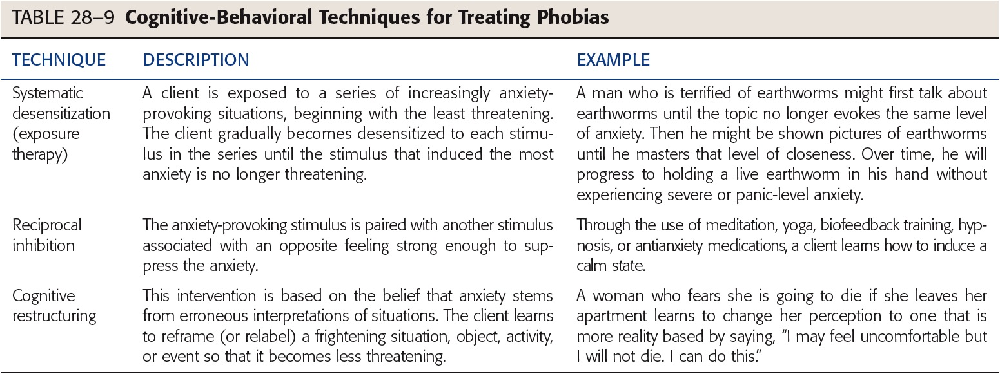 TABLE 28–9 Cognitive-Behavioral Techniques for Treating Phobias
TECHNIQUE DESCRIPTION EXAMPLE
Systematic
desensitization
(exposure
therapy)
A client is exposed to a series of increasingly anxiety-
provoking situations, beginning with the least threatening.
The client gradually becomes desensitized to each stimu-
lus in the series until the stimulus that induced the most
anxiety is no longer threatening.
A man who is terrified of earthworms might first talk about
earthworms until the topic no longer evokes the same level
of anxiety. Then he might be shown pictures of earthworms
until he masters that level of closeness. Over time, he will
progress to holding a live earthworm in his hand without
experiencing severe or panic-level anxiety.
Reciprocal
inhibition
The anxiety-provoking stimulus is paired with another stimulus
associated with an opposite feeling strong enough to sup-
press the anxiety.
Through the use of meditation, yoga, biofeedback training, hyp-
nosis, or antianxiety medications, a client learns how to induce a
calm state.
Cognitive
restructuring
This intervention is based on the belief that anxiety stems
from erroneous interpretations of situations. The client learns
to reframe (or relabel) a frightening situation, object, activity,
or event so that it becomes less threatening.
A woman who fears she is going to die if she leaves her
apartment learns to change her perception to one that is
more reality based by saying, “I may feel uncomfortable but
I will not die. I can do this.”